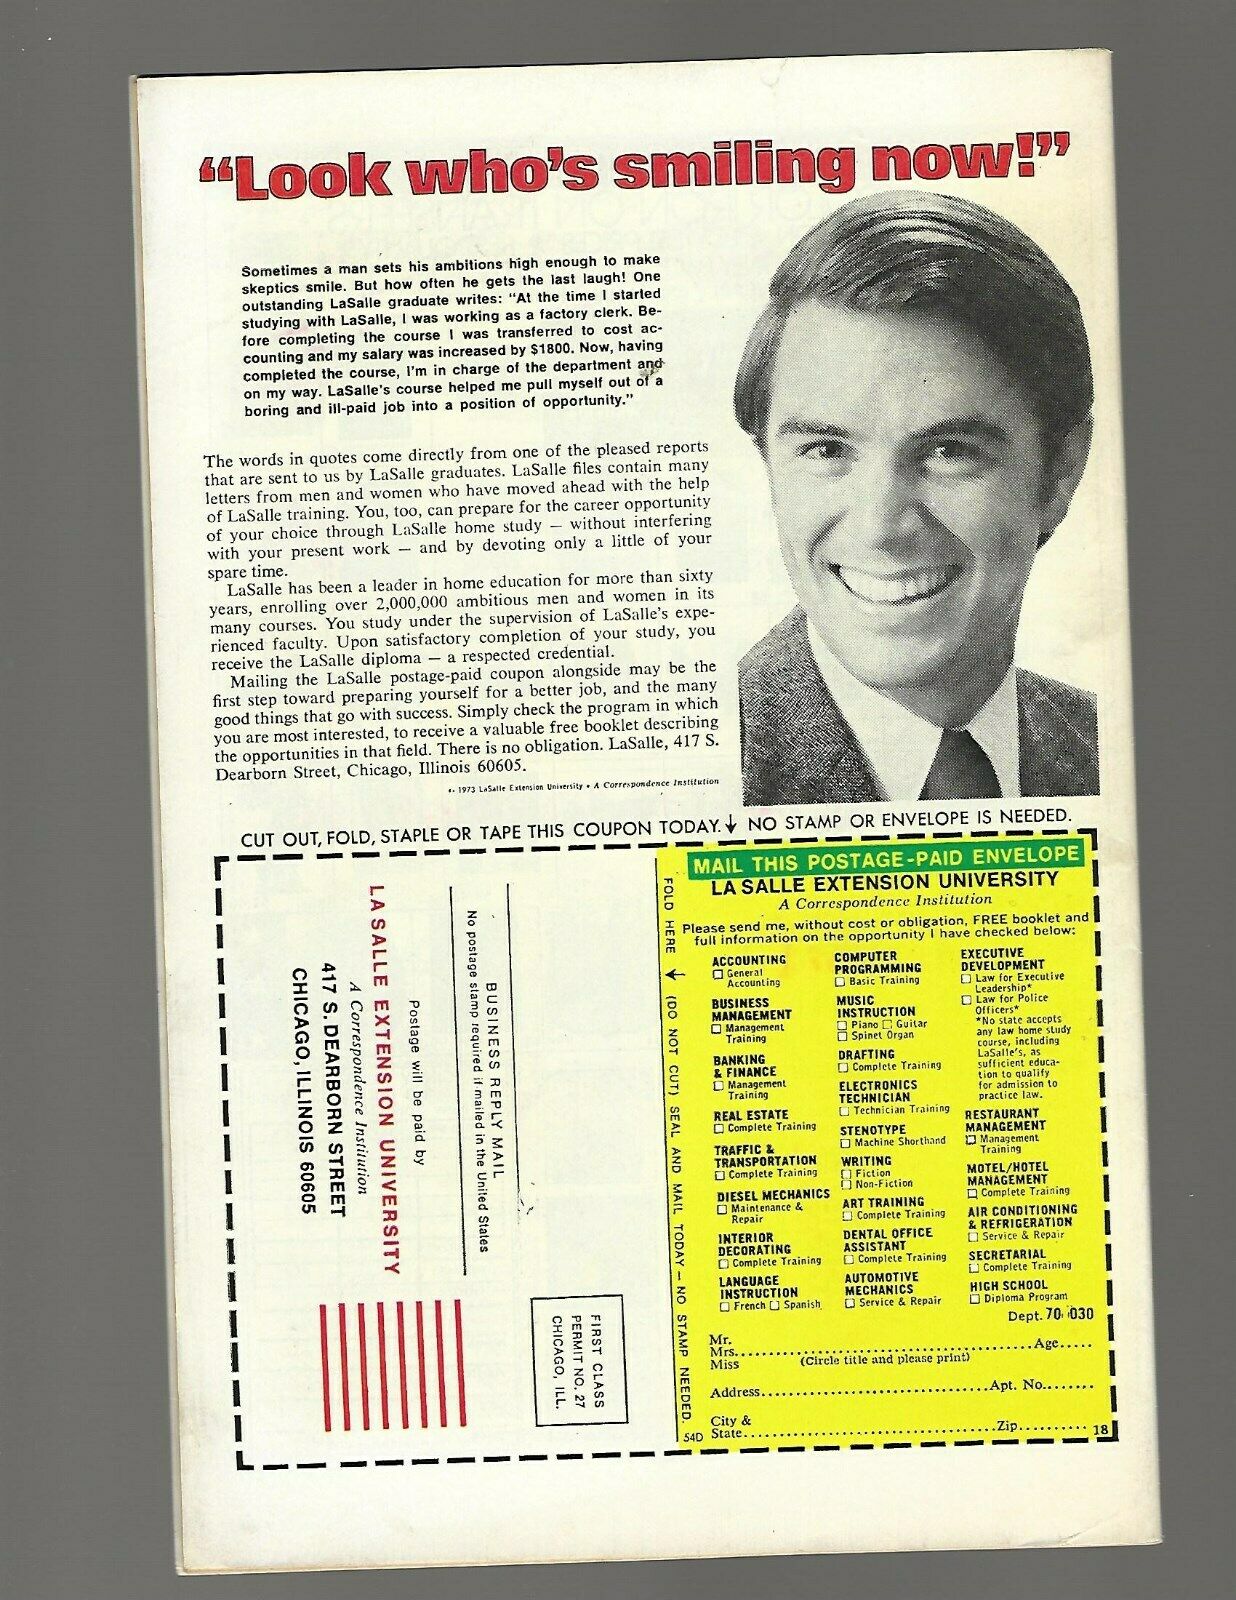 “Look who's smiling now!”
Sometimes a man sets his ambitions high enough to make
skeptics smile. But how often he gets the last laugh! One
outstanding LaSalle graduate writes: “At the time I started
studying with LaSalle, I was working as a factory clerk. Be-
fore completing the course I was transferred to cost ac-
counting and my salary was increased by $1800. Now, having
completed the course, I'm in charge of the department and
on my way. LaSalle's course helped me pull myself out of a
boring and ill-paid job into a position of opportunity.”
The words in quotes come directly from one of the pleased reports
that are sent to us by LaSalle graduates. LaSalle files contain many
letters from men and women who have moved ahead with the help
of LaSalle training. You, too, can prepare for the career opportunity
of your choice through LaSalle home study — without interfering
with your present work — and by devoting only a little of your
spare time.
LaSalle has been a leader in home education for more than sixty
years, enrolling over 2,000,000 ambitious men and women in its
many courses. You study under the supervision of LaSalle's expe-
rienced faculty. Upon satisfactory completion of your study, you
receive the LaSalle diploma — a respected credential.
Mailing the LaSalle postage-paid coupon alongside may be the
first step toward preparing yourself for a better job, and the many
good things that go with success. Simply check the program in which
you are most interested, to receive a valuable free booklet describing
the opportunities in that field. There is no obligation. LaSalle, 417 S.
Dearborn Street, Chicago, Illinois 60605.
1973 LaSalle Extension University • A Correspondence Institution
CUT OUT, FOLD, STAPLE OR TAPE THIS COUPON TODAY. ↓ NO STAMP OR ENVELOPE IS NEEDED.
FIRST CLASS
PERMIT NO. 27
CHICAGO, ILL.
BUSINESS REPLY MAIL
No postage stamp required if mailed in the United States
Postage will be paid by
LA SALLE EXTENSION UNIVERSITY
A Correspondence Institution
417 S. DEARBORN STREET
CHICAGO, ILLINOIS 60605
FOLD HERE → (DO NOT CUT) SEAL AND MAIL TODAY — NO STAMP NEEDED.
MAIL THIS POSTAGE-PAID ENVELOPE
LA SALLE EXTENSION UNIVERSITY
A Correspondence Institution
Please send me, without cost or obligation, FREE booklet and
full information on the opportunity I have checked below:
ACCOUNTING
☐ General
Accounting
BUSINESS
MANAGEMENT
☐ Management
Training
BANKING
& FINANCE
☐ Management
Training
REAL ESTATE
☐ Complete Training
TRAFFIC &
TRANSPORTATION
☐ Complete Training
DIESEL MECHANICS
☐ Maintenance &
Repair
INTERIOR
DECORATING
☐ Complete Training
LANGUAGE
INSTRUCTION
☐ French ☐ Spanish
COMPUTER
PROGRAMMING
☐ Basic Training
MUSIC
INSTRUCTION
☐ Piano ☐ Guitar
☐ Spinet Organ
DRAFTING
☐ Complete Training
ELECTRONICS
TECHNICIAN
☐ Technician Training
STENOTYPE
☐ Machine Shorthand
WRITING
☐ Fiction
☐ Non-Fiction
ART TRAINING
☐ Complete Training
DENTAL OFFICE
ASSISTANT
☐ Complete Training
AUTOMOTIVE
MECHANICS
☐ Service & Repair
EXECUTIVE
DEVELOPMENT
☐ Law for Executive
Leadership*
☐ Law for Police
Officers*
*No state accepts
any law home study
course, including
LaSalle's, as
sufficient educa-
tion to qualify
for admission to
practice law.
RESTAURANT
MANAGEMENT
☐ Management
Training
MOTEL/HOTEL
MANAGEMENT
☐ Complete Training
AIR CONDITIONING
& REFRIGERATION
☐ Service & Repair
SECRETARIAL
☐ Complete Training
HIGH SCHOOL
☐ Diploma Program
Dept. 70-030
Mr.
Mrs. Age
Miss (Circle title and please print)
Address Apt. No.
City &
State Zip
54D
18